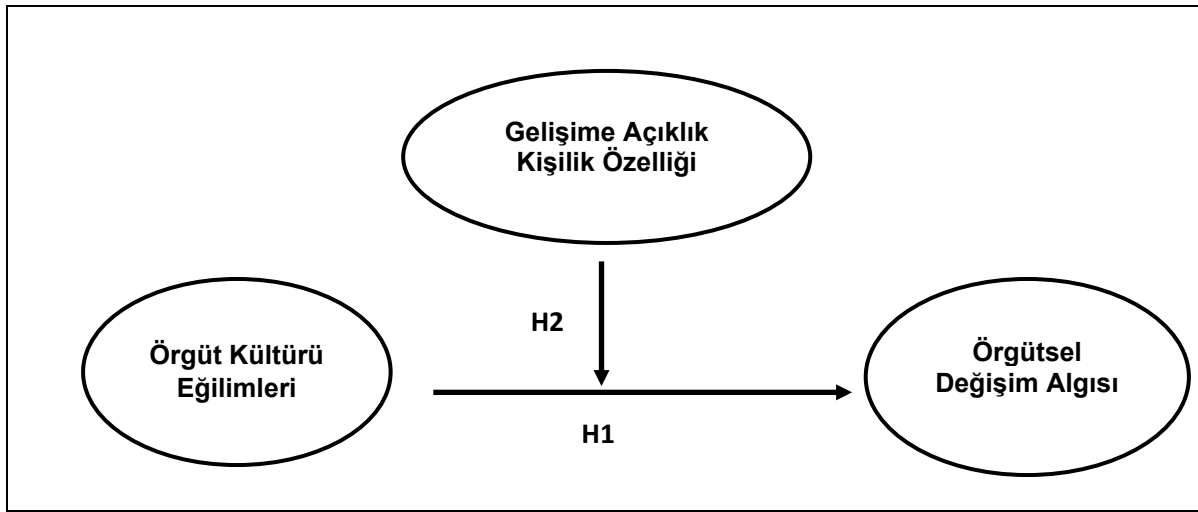 Gelişime Açıklık
Kişilik Özelliği
H2
Örgüt Kültürü
Eğilimleri
Örgütsel
Değişim Algısı
H1